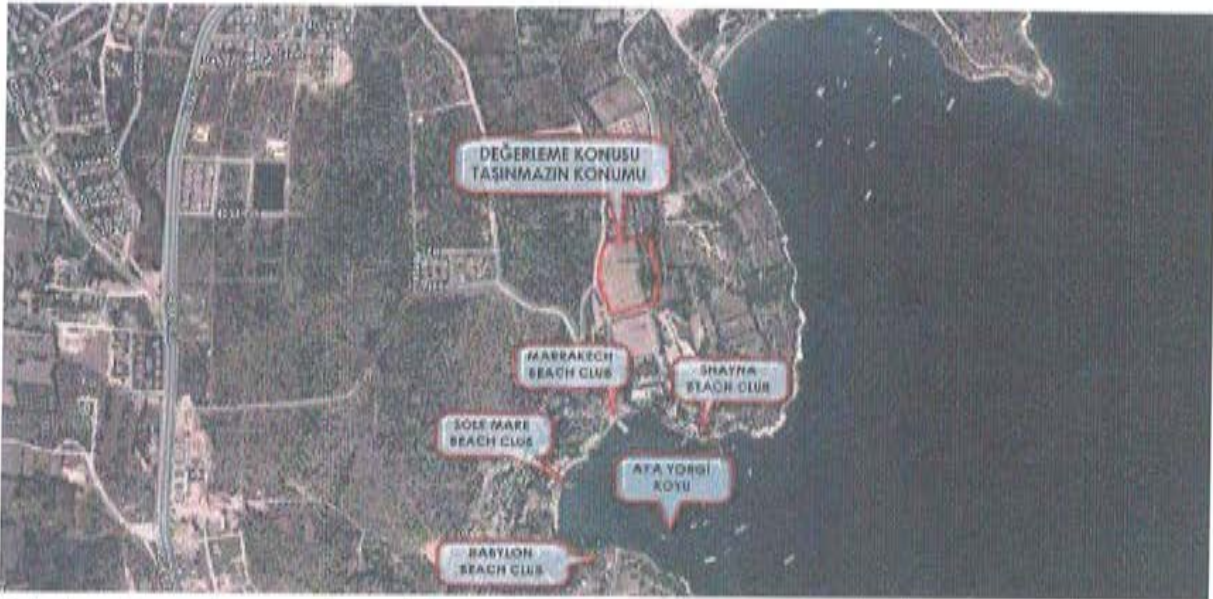 DEĞERLEME KONUSU
TAŞINMAZIN KONUMU
MARRAKECH
BEACH CLUB
SHAYNA
BEACH CLUB
SOLE MARE
BEACH CLUB
AYA YORGİ
KOYU
BABYLON
BEACH CLUB